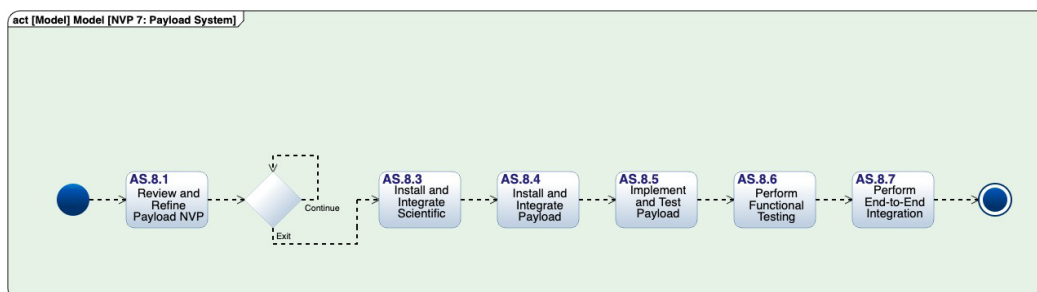 act [Model] Model [NVP 7: Payload System]
AS.8.1
Review and
Refine
Payload NVP
Continue
Exit
AS.8.3
Install and
Integrate
Scientific
AS.8.4
Install and
Integrate
Payload
AS.8.5
Implement
and Test
Payload
AS.8.6
Perform
Functional
Testing
AS.8.7
Perform
End-to-End
Integration